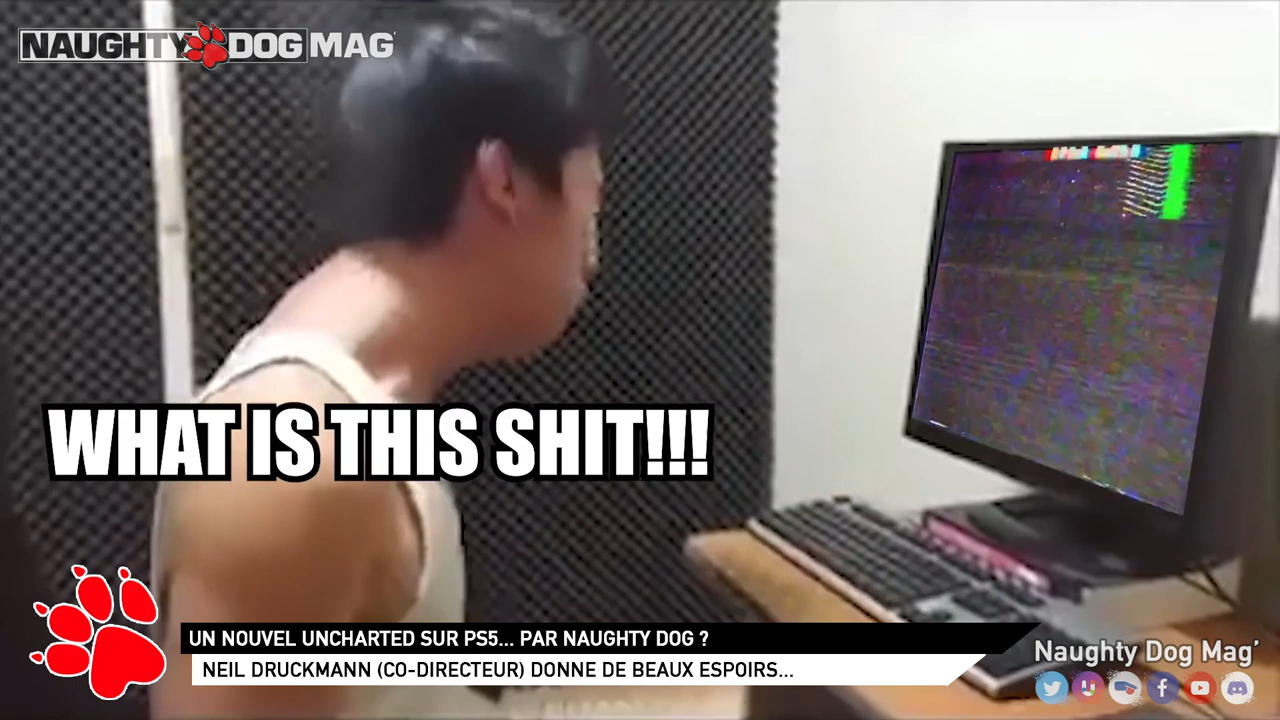 NAUGHTY DOG MAG'
WHAT IS THIS SHIT!!!
UN NOUVEL UNCHARTED SUR PS5... PAR NAUGHTY DOG ?
NEIL DRUCKMANN (CO-DIRECTEUR) DONNE DE BEAUX ESPOIRS...
Naughty Dog Mag'